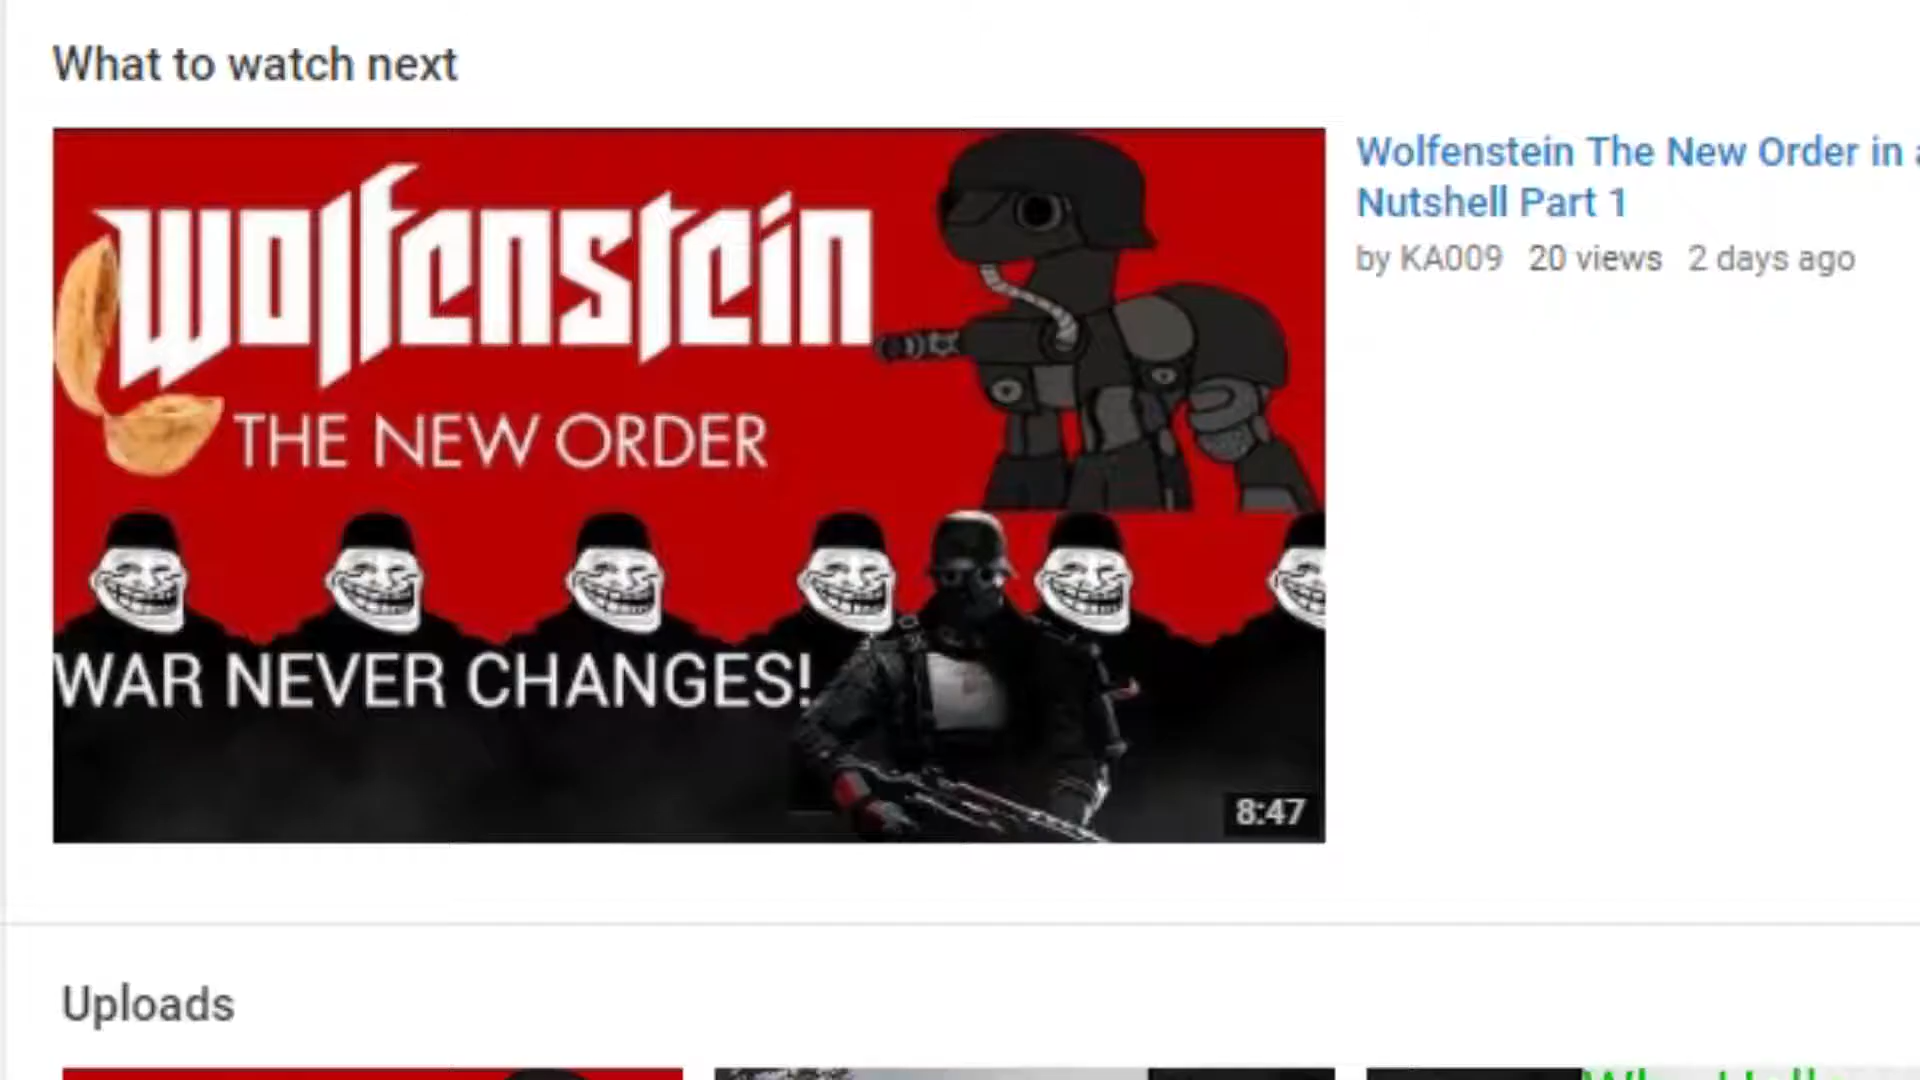 What to watch next
Wolfenstein
THE NEW ORDER
WAR NEVER CHANGES!
8:47
Wolfenstein The New Order in a
Nutshell Part 1
by KA009 20 views 2 days ago
Uploads